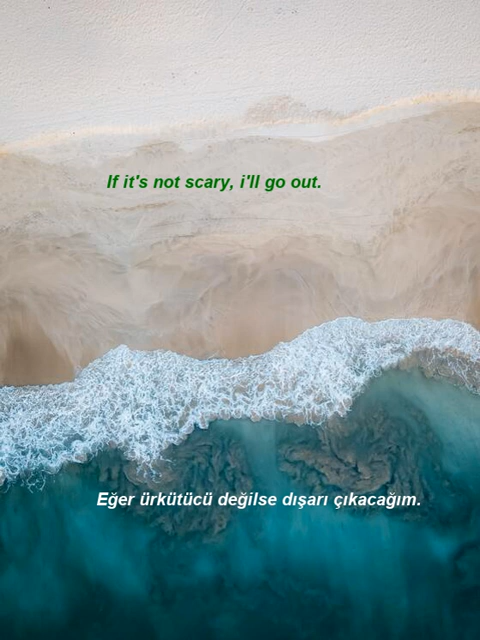 If it's not scary, i'll go out.
Eğer ürkütücü değilse dışarı çıkacağım.